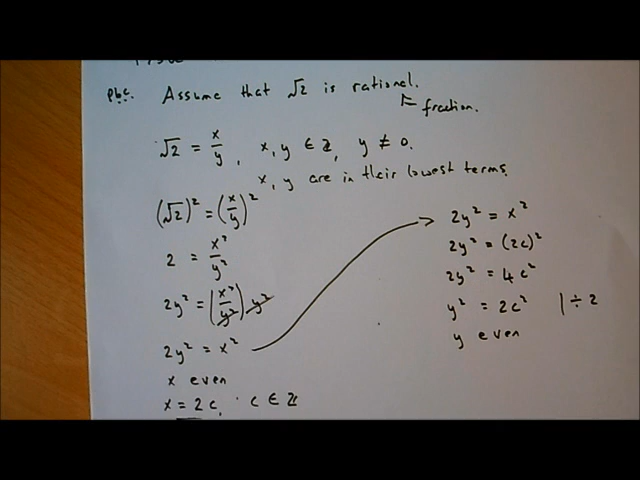 pbc. Assume that √2 is rational.
fraction.
√2 = x/y, x, y ∈ ℤ, y ≠ 0.
x, y are in their lowest terms.
(√2)² = (x/y)²
2 = x²/y²
2y² = (x²/y²) y²
2y² = x²
x even
x = 2c, c ∈ ℤ
2y² = x²
2y² = (2c)²
2y² = 4c²
y² = 2c² | ÷ 2
y even